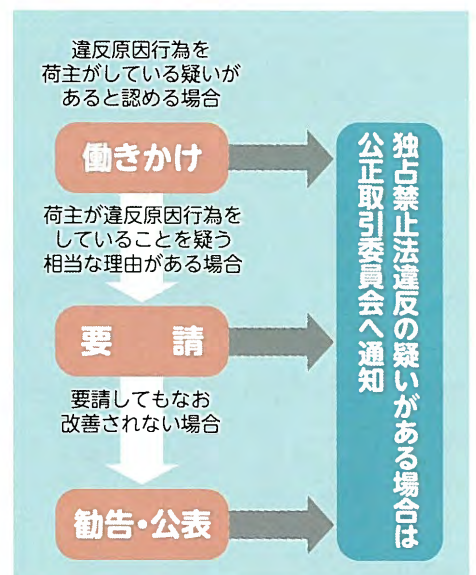 違反原因行為を
荷主がしている疑いが
あると認める場合
働きかけ
荷主が違反原因行為を
していることを疑う
相当な理由がある場合
要　請
要請してもなお
改善されない場合
勧告・公表
独占禁止法違反の疑いがある場合は
公正取引委員会へ通知